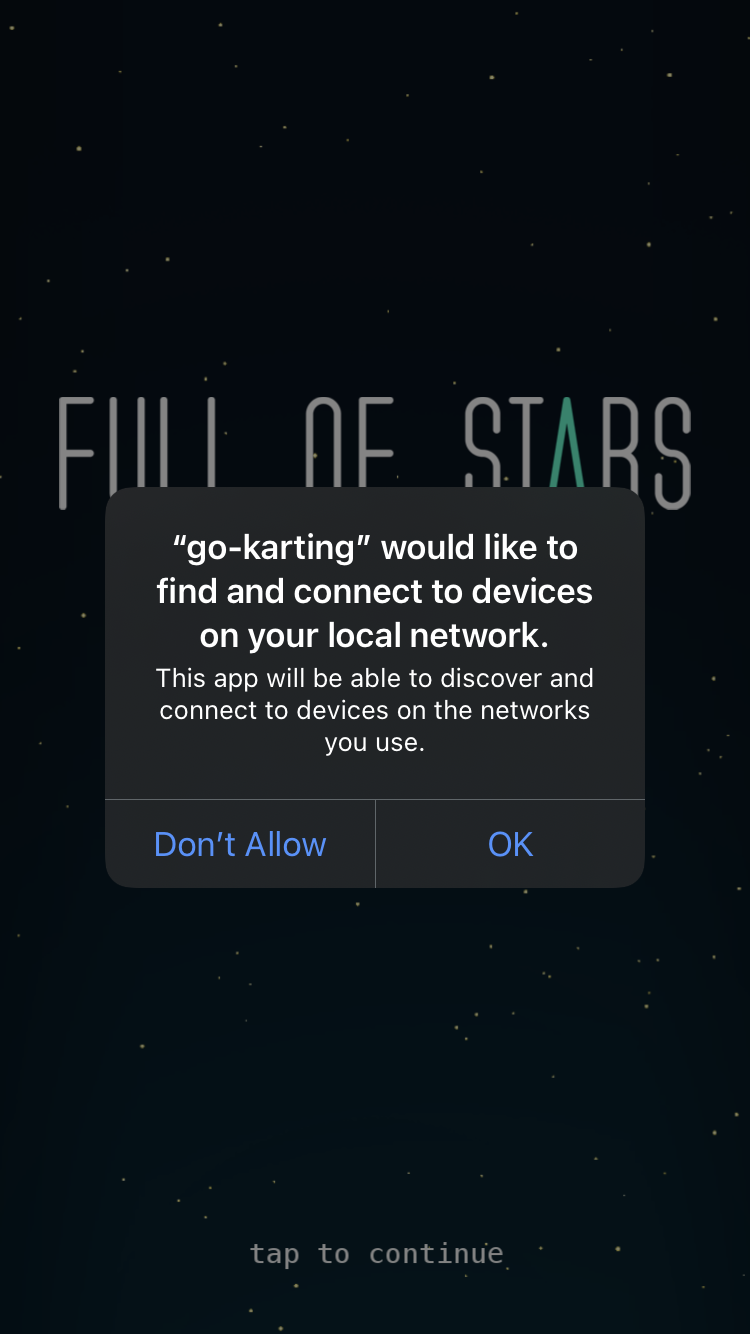 FULL OF STARS
“go-karting” would like to
find and connect to devices
on your local network.
This app will be able to discover and
connect to devices on the networks
you use.
Don’t Allow
OK
tap to continue